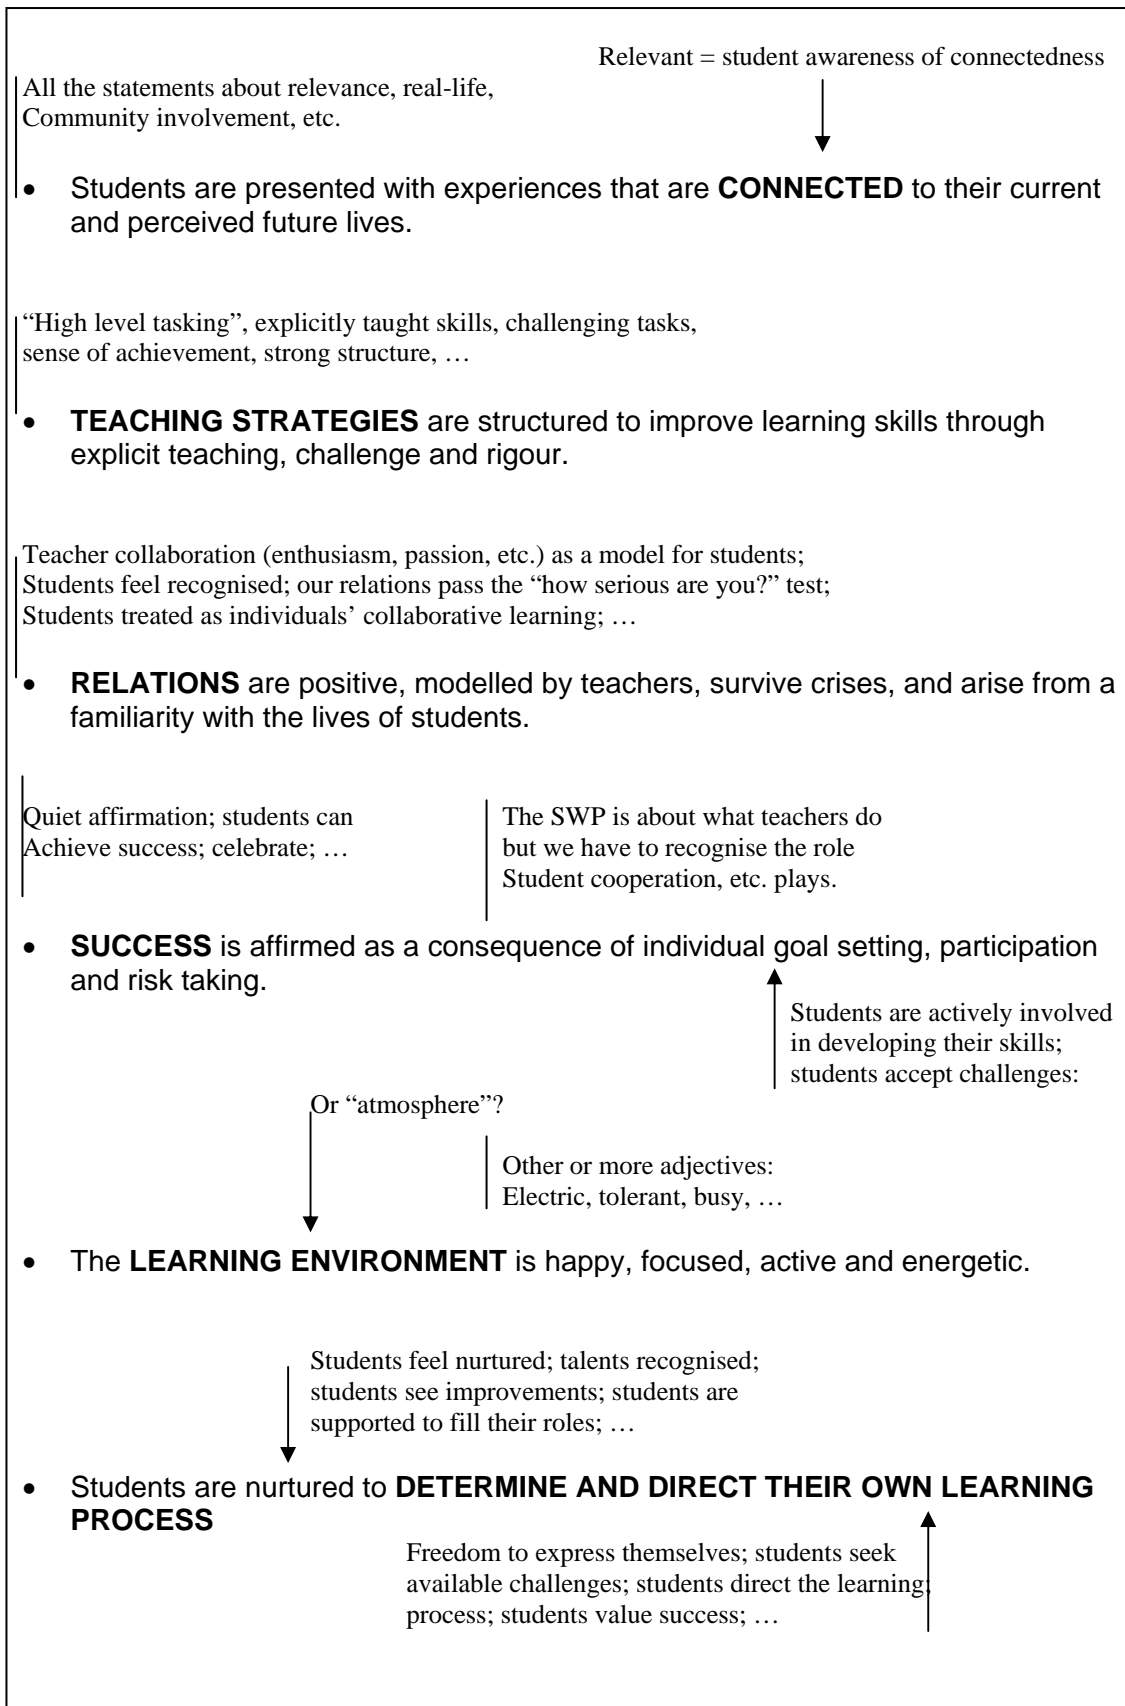 Relevant = student awareness of connectedness
All the statements about relevance, real-life,
Community involvement, etc.
• Students are presented with experiences that are CONNECTED to their current
and perceived future lives.
“High level tasking”, explicitly taught skills, challenging tasks,
sense of achievement, strong structure, …
• TEACHING STRATEGIES are structured to improve learning skills through
explicit teaching, challenge and rigour.
Teacher collaboration (enthusiasm, passion, etc.) as a model for students;
Students feel recognised; our relations pass the “how serious are you?” test;
Students treated as individuals’ collaborative learning; …
• RELATIONS are positive, modelled by teachers, survive crises, and arise from a
familiarity with the lives of students.
Quiet affirmation; students can
Achieve success; celebrate; …
The SWP is about what teachers do
but we have to recognise the role
Student cooperation, etc. plays.
• SUCCESS is affirmed as a consequence of individual goal setting, participation
and risk taking.
Students are actively involved
in developing their skills;
students accept challenges:
Or “atmosphere”?
Other or more adjectives:
Electric, tolerant, busy, …
• The LEARNING ENVIRONMENT is happy, focused, active and energetic.
Students feel nurtured; talents recognised;
students see improvements; students are
supported to fill their roles; …
• Students are nurtured to DETERMINE AND DIRECT THEIR OWN LEARNING
PROCESS
Freedom to express themselves; students seek
available challenges; students direct the learning;
process; students value success; …